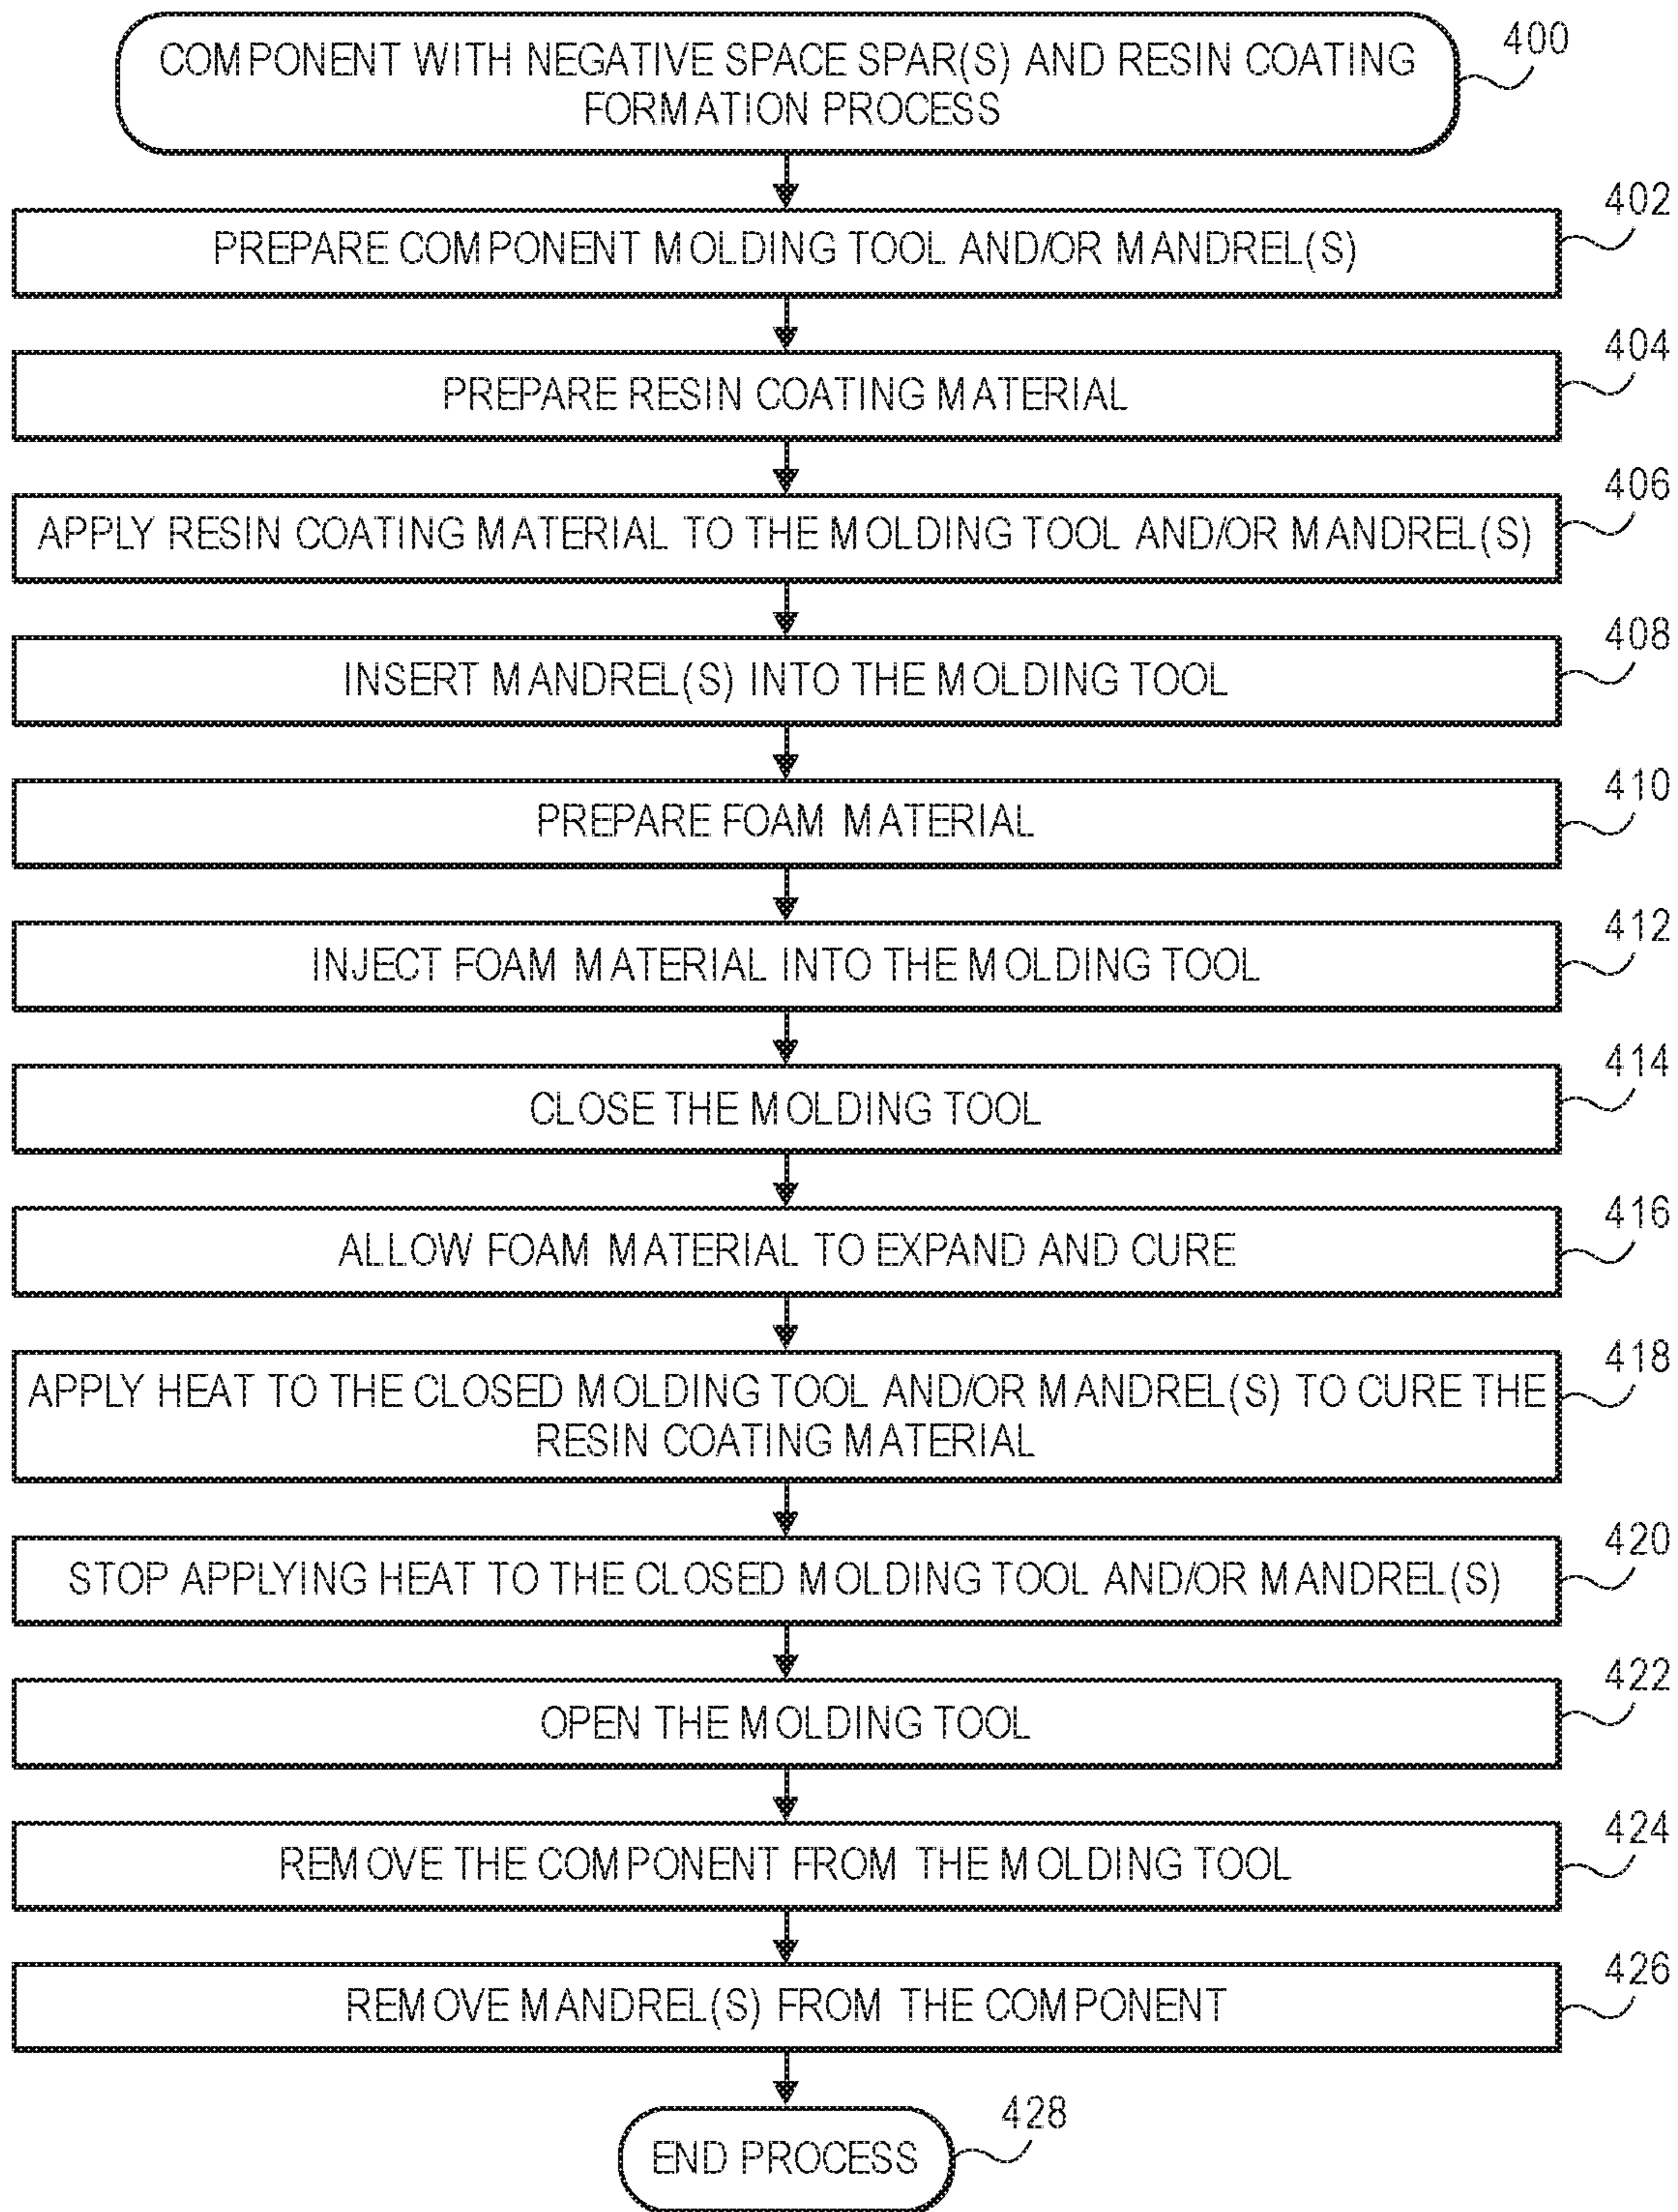 COMPONENT WITH NEGATIVE SPACE SPAR(S) AND RESIN COATING
FORMATION PROCESS
400
402
PREPARE COMPONENT MOLDING TOOL AND/OR MANDREL(S)
404
PREPARE RESIN COATING MATERIAL
406
APPLY RESIN COATING MATERIAL TO THE MOLDING TOOL AND/OR MANDREL(S)
408
INSERT MANDREL(S) INTO THE MOLDING TOOL
410
PREPARE FOAM MATERIAL
412
INJECT FOAM MATERIAL INTO THE MOLDING TOOL
414
CLOSE THE MOLDING TOOL
416
ALLOW FOAM MATERIAL TO EXPAND AND CURE
418
APPLY HEAT TO THE CLOSED MOLDING TOOL AND/OR MANDREL(S) TO CURE THE
RESIN COATING MATERIAL
420
STOP APPLYING HEAT TO THE CLOSED MOLDING TOOL AND/OR MANDREL(S)
422
OPEN THE MOLDING TOOL
424
REMOVE THE COMPONENT FROM THE MOLDING TOOL
426
REMOVE MANDREL(S) FROM THE COMPONENT
428
END PROCESS